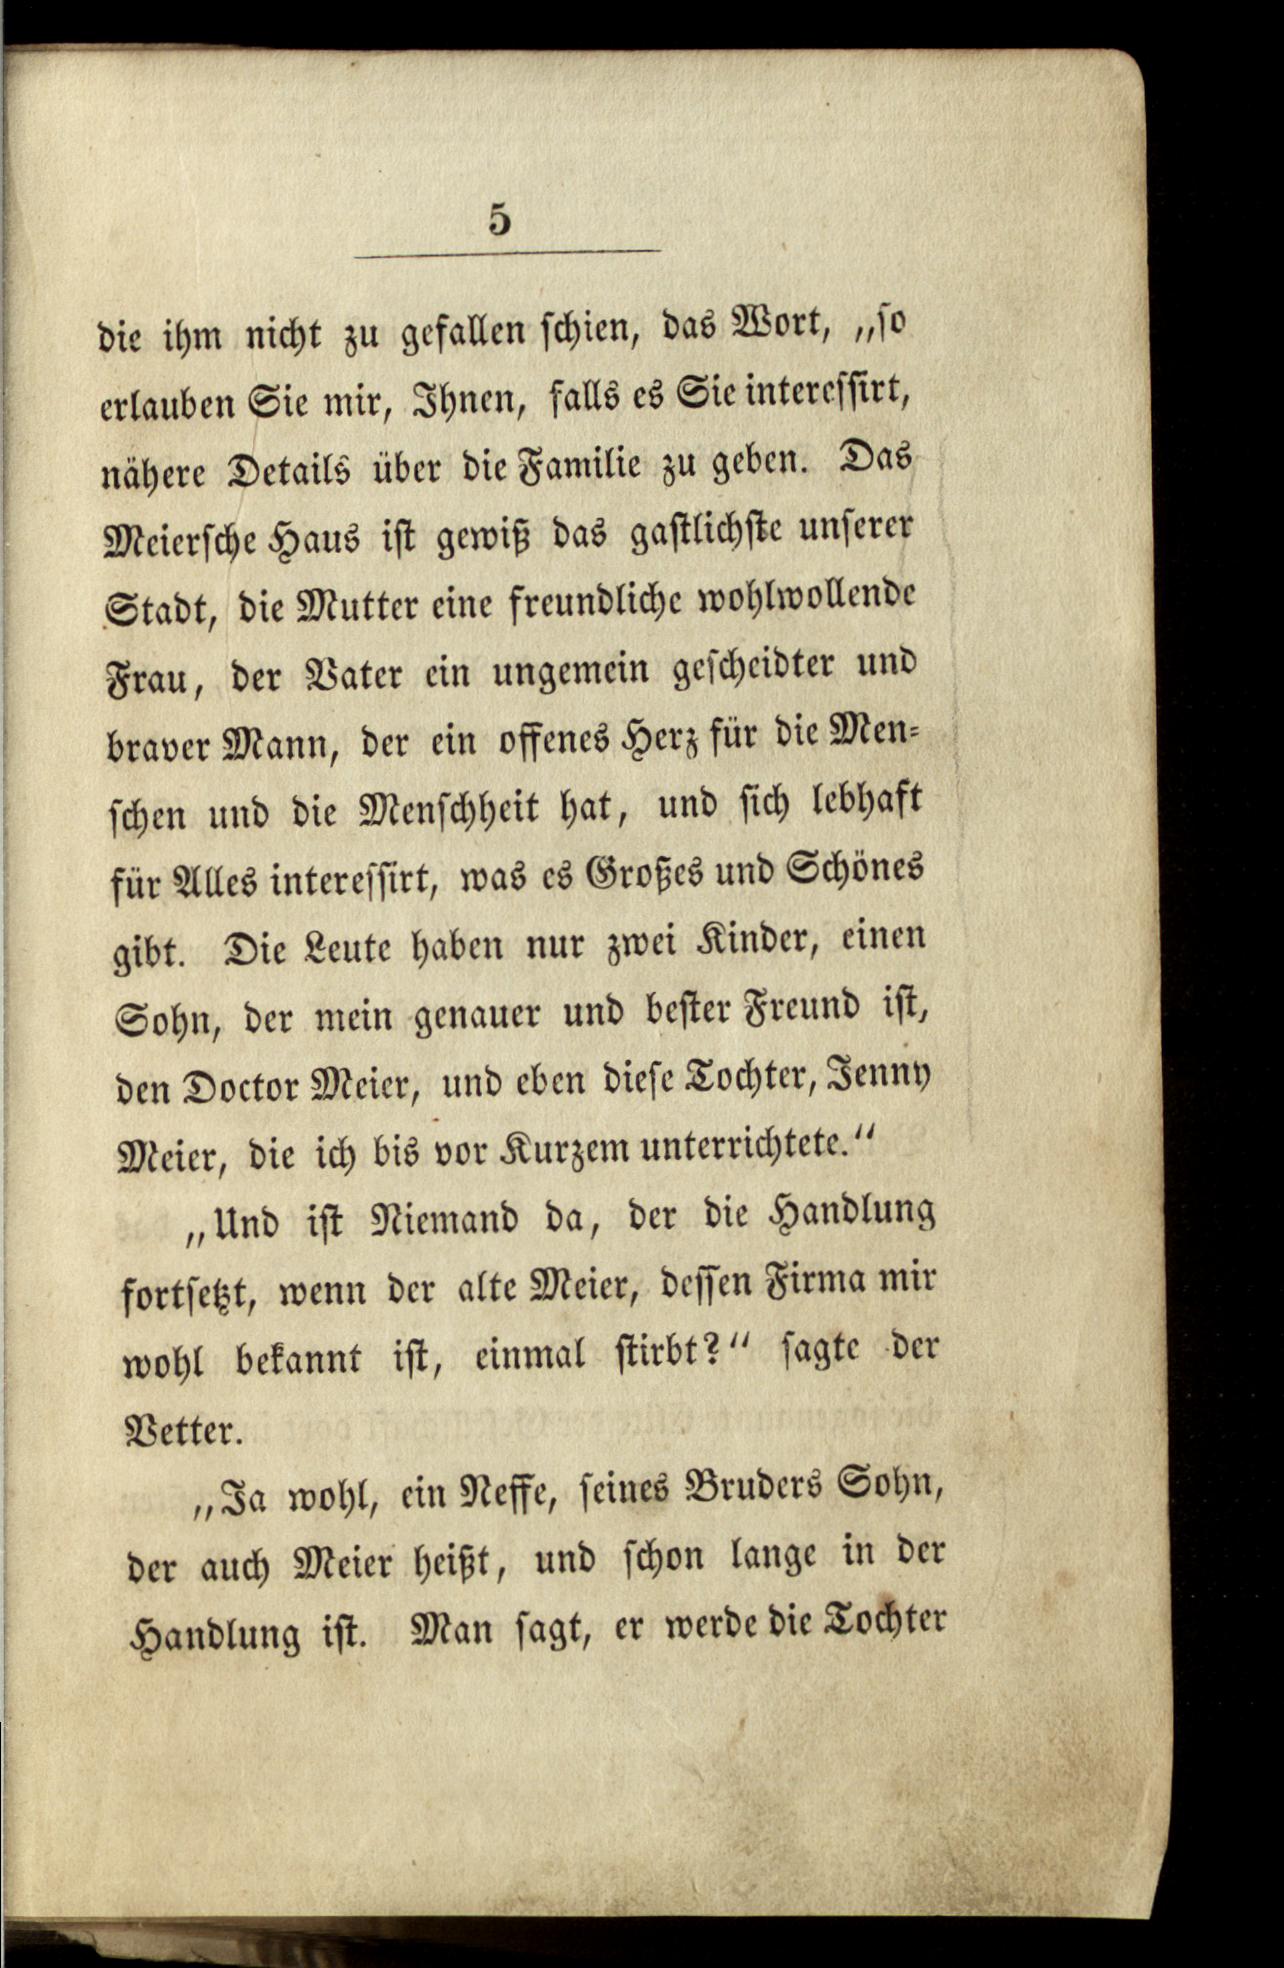 5
die ihm nicht zu gefallen schien, das Wort, „so
erlauben Sie mir, Ihnen, falls es Sie interessirt,
nähere Details über die Familie zu geben. Das
Meiersche Haus ist gewiß das gastlichste unserer
Stadt, die Mutter eine freundliche wohlwollende
Frau, der Vater ein ungemein gescheidter und
braver Mann, der ein offenes Herz für die Men⸗
schen und die Menschheit hat, und sich lebhaft
für Alles interessirt, was es Großes und Schönes
gibt. Die Leute haben nur zwei Kinder, einen
Sohn, der mein genauer und bester Freund ist,
den Doctor Meier, und eben diese Tochter, Jenny
Meier, die ich bis vor Kurzem unterrichtete.“
„Und ist Niemand da, der die Handlung
fortsetzt, wenn der alte Meier, dessen Firma mir
wohl bekannt ist, einmal stirbt?“ sagte der
Vetter.
„Ja wohl, ein Neffe, seines Bruders Sohn,
der auch Meier heißt, und schon lange in der
Handlung ist. Man sagt, er werde die Tochter